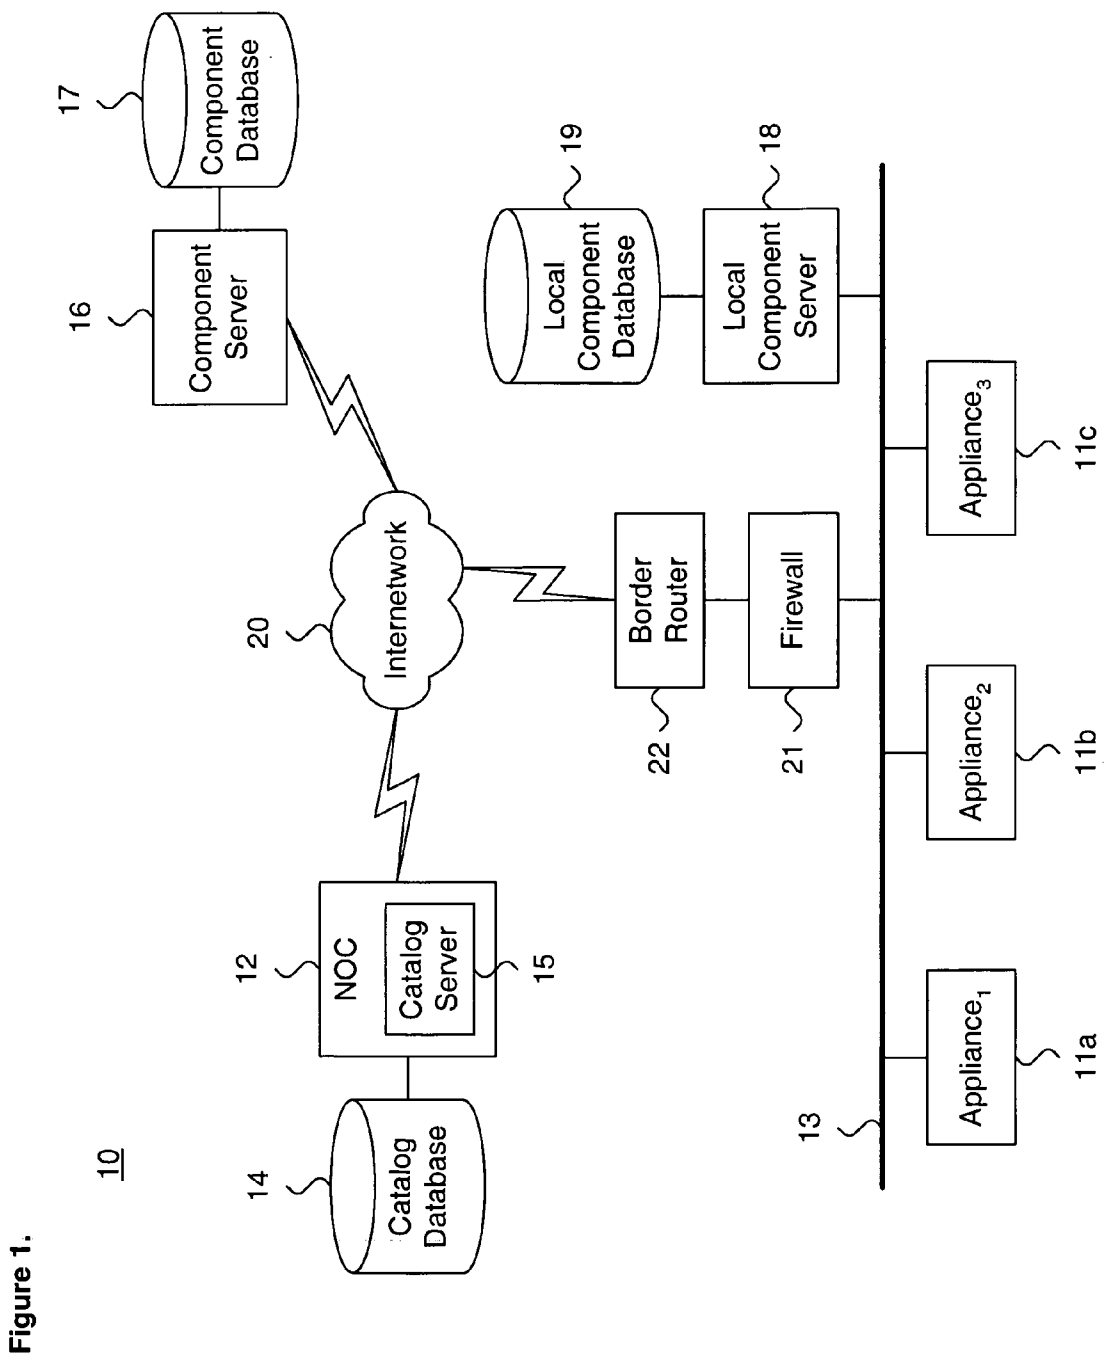 Figure 1.
10
17
Component
Database
16
Component
Server
20
Internetwork
12
NOC
Catalog
Server
15
14
Catalog
Database
19
Local
Component
Database
18
Local
Component
Server
22
Border
Router
21
Firewall
13
Appliance1
11a
Appliance2
11b
Appliance3
11c